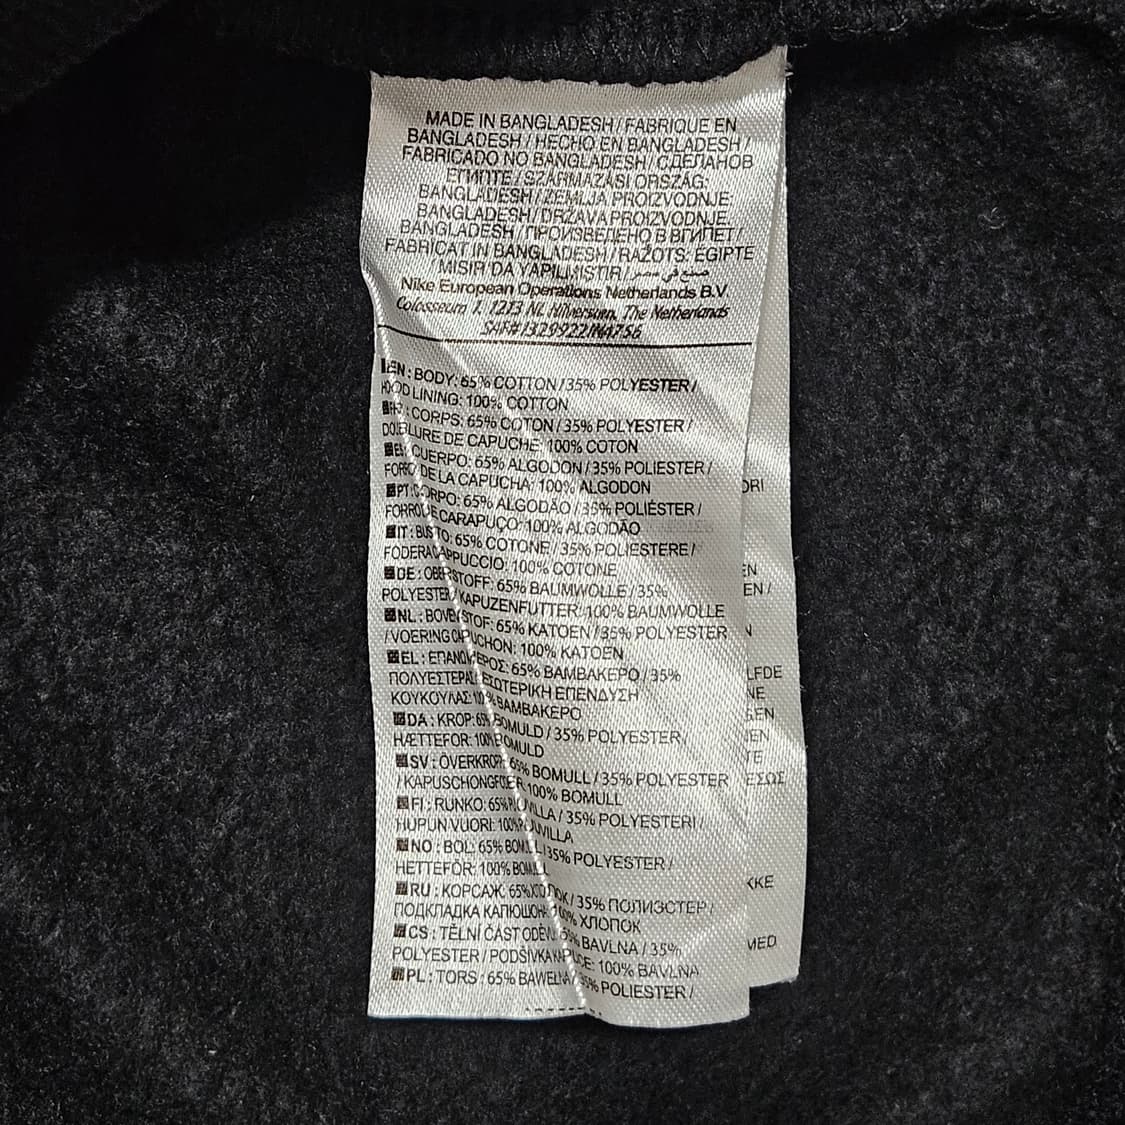 MADE IN BANGLADESH / FABRIQUE EN
BANGLADESH / HECHO EN BANGLADESH /
FABRICADO NO BANGLADESH / СДЕЛАНОВ
ЕГИПТЕ / SZÁRMAZÁSI ORSZÁG:
BANGLADESH / ZEMLJA PROIZVODNJE:
BANGLADESH / DRŽAVA PROIZVODNJE.
BANGLADESH / ПРОИЗВЕДЕНО В ВГИПЕТ /
FABRICAT IN BANGLADESH / RAŽOTS: ĒGIPTE
MISIR DA YAPILMISTIR / صنع في مصر
Nike European Operations Netherlands B.V.
Colosseum 1, 1213 NL Hilversum, The Netherlands
EN : BODY: 65% COTTON / 35% POLYESTER /
HOOD LINING: 100% COTTON
: CORPS: 65% COTON / 35% POLYESTER /
DOUBLURE DE CAPUCHE: 100% COTON
ES: CUERPO: 65% ALGODON / 35% POLIESTER /
FORRO DE LA CAPUCHA: 100% ALGODON
PT: CORPO: 65% ALGODÃO / 35% POLIÉSTER /
FORRO DE CARAPUÇO: 100% ALGODÃO
IT : BUSTO: 65% COTONE / 35% POLIESTERE /
FODERA CAPPUCCIO: 100% COTONE
DE : OBERSTOFF: 65% BAUMWOLLE / 35%
POLYESTER / KAPUZENFUTTER: 100% BAUMWOLLE
NL : BOVENSTOF: 65% KATOEN / 35% POLYESTER
/ VOERING CAPUCHON: 100% KATOEN
EL : 65% ΒΑΜΒΑΚΕΡΟ / 35%
ΠΟΛΥΕΣΤΕΡΑΣ / ΕΣΩΤΕΡΙΚΗ ΕΠΕΝΔΥΣΗ
ΚΟΥΚΟΥΛΑΣ: 100% ΒΑΜΒΑΚΕΡΟ
DA : KROP: 65% BOMULD / 35% POLYESTER /
HÆTTEFOR: 100% BOMULD
SV : ÖVERKROPP: 65% BOMULL / 35% POLYESTER
/ 100% BOMULL
FI : RUNKO: 65% PUUVILLA / 35% POLYESTERI /
HUPUN VUORI: 100% PUUVILLA
NO : BOL: 65% BOMULL / 35% POLYESTER /
HETTEFÔR: 100% BOMULL
RU : КОРСАЖ: 65% ХЛОПОК / 35% ПОЛИЭСТЕР /
ПОДКЛАДКА КАПЮШОНА: 100% ХЛОПОК
CS : TĚLNÍ ČÁST ODĚVU: 65% BAVLNA / 35%
POLYESTER / PODŠÍVKA KAPUCE: 100% BAVLNA
PL : TORS : 65% BAWEŁNA / 35% POLIESTER /